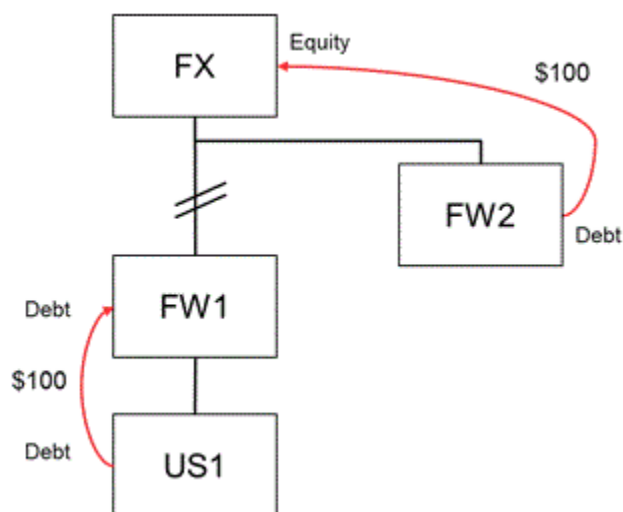 FX
Equity
$100
FW2
Debt
FW1
Debt
$100
Debt
US1